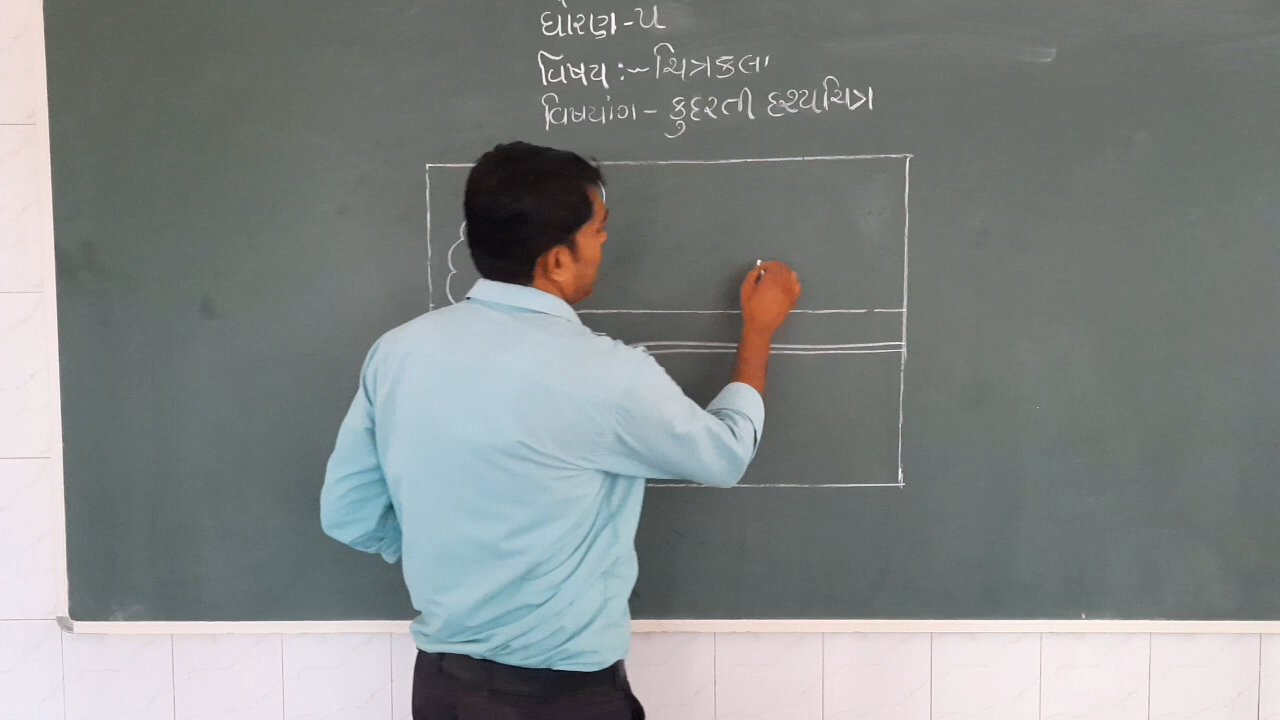 ધોરણ-૫
વિષય :- ચિત્રકલા
વિષયાંગ - કુદરતી દૃશ્યચિત્ર